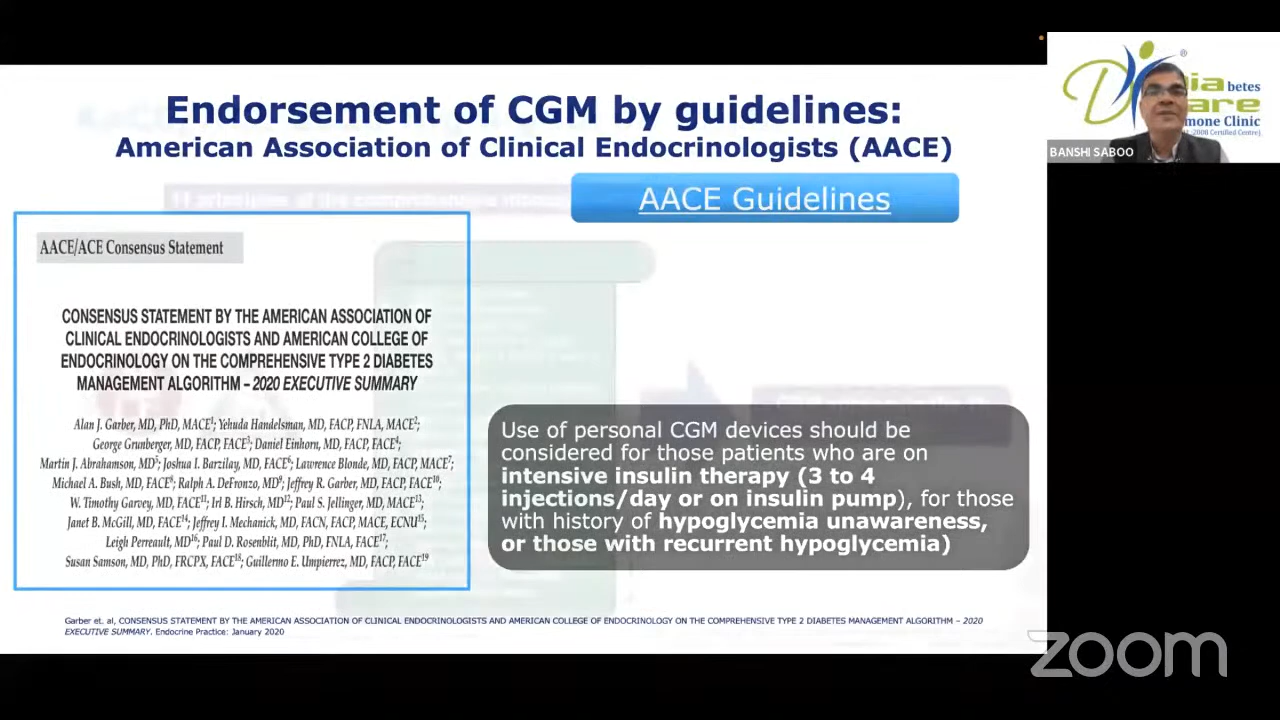 Endorsement of CGM by guidelines:
American Association of Clinical Endocrinologists (AACE)
AACE Guidelines
AACE/ACE Consensus Statement
CONSENSUS STATEMENT BY THE AMERICAN ASSOCIATION OF
CLINICAL ENDOCRINOLOGISTS AND AMERICAN COLLEGE OF
ENDOCRINOLOGY ON THE COMPREHENSIVE TYPE 2 DIABETES
MANAGEMENT ALGORITHM – 2020 EXECUTIVE SUMMARY
Alan J. Garber, MD, PhD, MACE1; Yehuda Handelsman, MD, FACP, FNLA, MACE2;
George Grunberger, MD, FACP, FACE3; Daniel Einhorn, MD, FACP, FACE4;
Martin J. Abrahamson, MD5; Joshua I. Barzilay, MD, FACE6; Lawrence Blonde, MD, FACP, MACE7;
Michael A. Bush, MD, FACE8; Ralph A. DeFronzo, MD9; Jeffrey R. Garber, MD, FACP, FACE10;
W. Timothy Garvey, MD, FACE11; Irl B. Hirsch, MD12; Paul S. Jellinger, MD, MACE13;
Janet B. McGill, MD, FACE14; Jeffrey I. Mechanick, MD, FACN, FACP, MACE, ECNU15;
Leigh Perreault, MD16; Paul D. Rosenblit, MD, PhD, FNLA, FACE17;
Susan Samson, MD, PhD, FRCPX, FACE18; Guillermo E. Umpierrez, MD, FACP, FACE19
Use of personal CGM devices should be
considered for those patients who are on
intensive insulin therapy (3 to 4
injections/day or on insulin pump), for those
with history of hypoglycemia unawareness,
or those with recurrent hypoglycemia)
Garber et. al, CONSENSUS STATEMENT BY THE AMERICAN ASSOCIATION OF CLINICAL ENDOCRINOLOGISTS AND AMERICAN COLLEGE OF ENDOCRINOLOGY ON THE COMPREHENSIVE TYPE 2 DIABETES MANAGEMENT ALGORITHM – 2020
EXECUTIVE SUMMARY. Endocrine Practice: January 2020
betes
Clinic
BANSHI SABOO
zoom